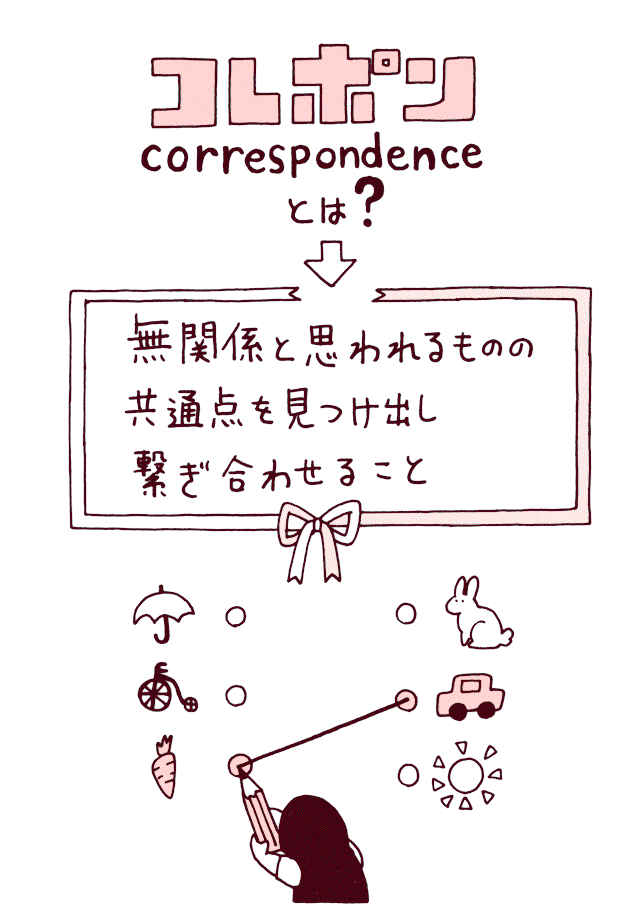 コレポン
correspondence
とは?
無関係と思われるものの
共通点を見つけ出し
繋ぎ合わせること